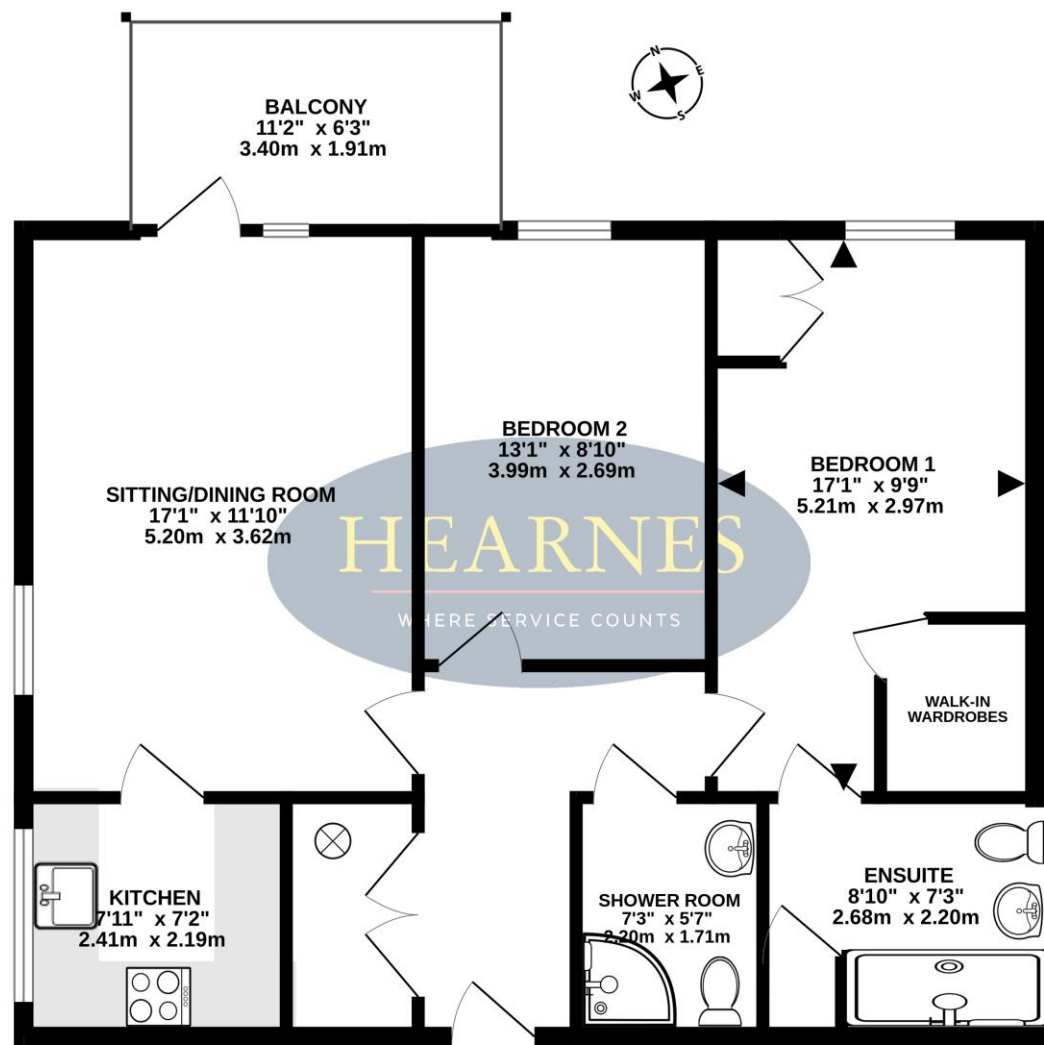 BALCONY
11'2" x 6'3"
3.40m x 1.91m
N
E
W
S
BEDROOM 2
13'1" x 8'10"
3.99m x 2.69m
BEDROOM 1
17'1" x 9'9"
5.21m x 2.97m
SITTING/DINING ROOM
17'1" x 11'10"
5.20m x 3.62m
HEARNES
WHERE SERVICE COUNTS
WALK-IN
WARDROBES
KITCHEN
7'11" x 7'2"
2.41m x 2.19m
SHOWER ROOM
7'3" x 5'7"
2.20m x 1.71m
ENSUITE
8'10" x 7'3"
2.68m x 2.20m